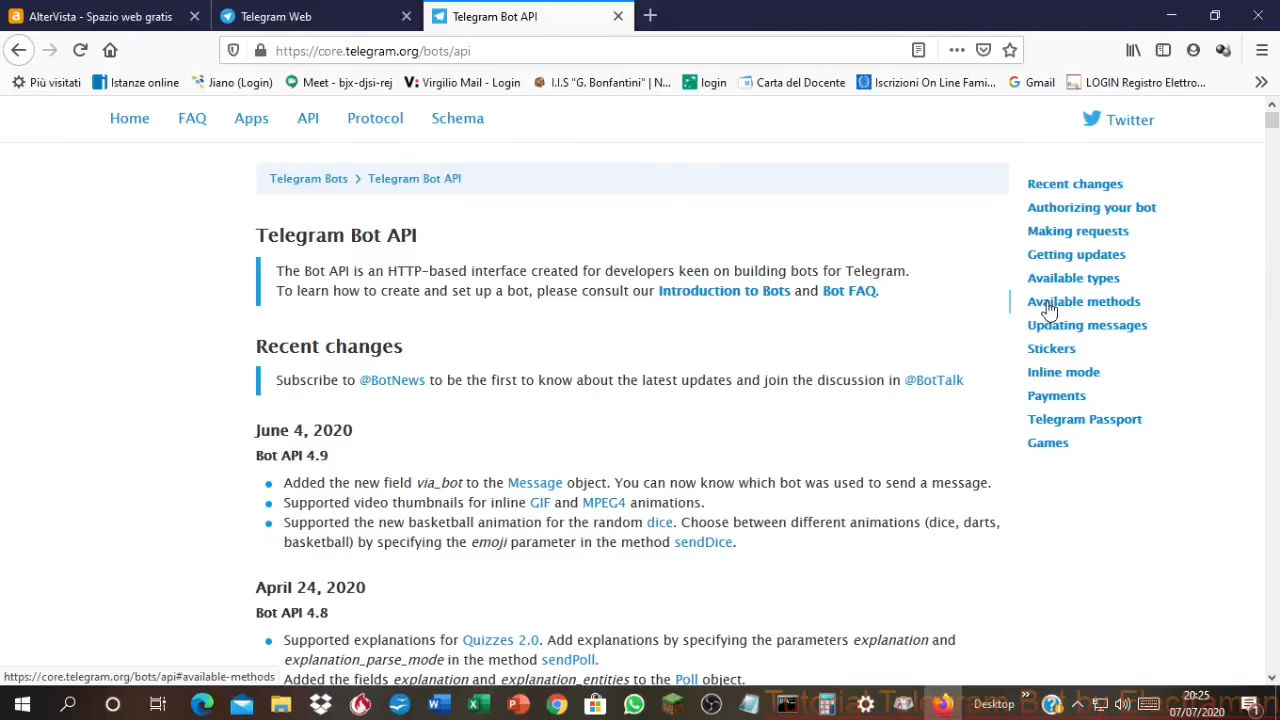 AlterVista - Spazio web gratis
Telegram Web
Telegram Bot API
https://core.telegram.org/bots/api
Più visitati
Istanze online
Jiano (Login)
Meet - bjx-djsi-rej
Virgilio Mail - Login
I.I.S "G. Bonfantini" | N...
login
Carta del Docente
Iscrizioni On Line Fami...
Gmail
LOGIN Registro Elettro...
Home FAQ Apps API Protocol Schema
Twitter
Telegram Bots > Telegram Bot API
Recent changes
Authorizing your bot
Making requests
Getting updates
Available types
Available methods
Updating messages
Stickers
Inline mode
Payments
Telegram Passport
Games
Telegram Bot API
The Bot API is an HTTP-based interface created for developers keen on building bots for Telegram.
To learn how to create and set up a bot, please consult our Introduction to Bots and Bot FAQ.
Recent changes
Subscribe to @BotNews to be the first to know about the latest updates and join the discussion in @BotTalk
June 4, 2020
Bot API 4.9
Added the new field via_bot to the Message object. You can now know which bot was used to send a message.
Supported video thumbnails for inline GIF and MPEG4 animations.
Supported the new basketball animation for the random dice. Choose between different animations (dice, darts,
basketball) by specifying the emoji parameter in the method sendDice.
April 24, 2020
Bot API 4.8
Supported explanations for Quizzes 2.0. Add explanations by specifying the parameters explanation and
explanation_parse_mode in the method sendPoll.
Added the fields explanation and explanation_entities to the Poll object.
https://core.telegram.org/bots/api#available-methods
Desktop
20:25
07/07/2020
Tutorial Telegram Bot by